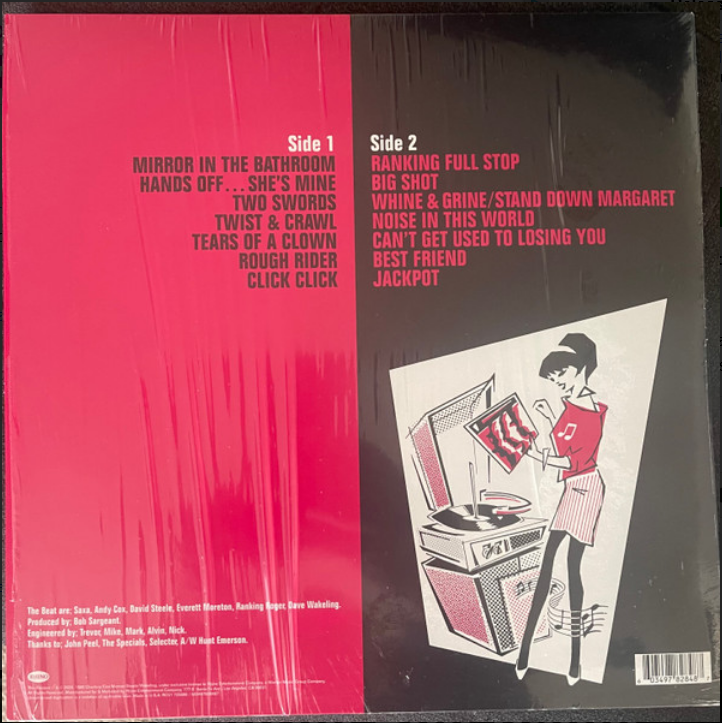 Side 1
MIRROR IN THE BATHROOM
HANDS OFF...SHE'S MINE
TWO SWORDS
TWIST & CRAWL
TEARS OF A CLOWN
ROUGH RIDER
CLICK CLICK
Side 2
RANKING FULL STOP
BIG SHOT
WHINE & GRINE/STAND DOWN MARGARET
NOISE IN THIS WORLD
CAN'T GET USED TO LOSING YOU
BEST FRIEND
JACKPOT
The Beat are: Saxa, Andy Cox, David Steele, Everett Moreton, Ranking Roger, Dave Wakeling.
Produced by: Bob Sargeant.
Engineered by: Trevor, Mike, Mark, Alvin, Nick.
Thanks to: John Peel, The Specials, Selecter, A/W Hunt Emerson.
RHINO